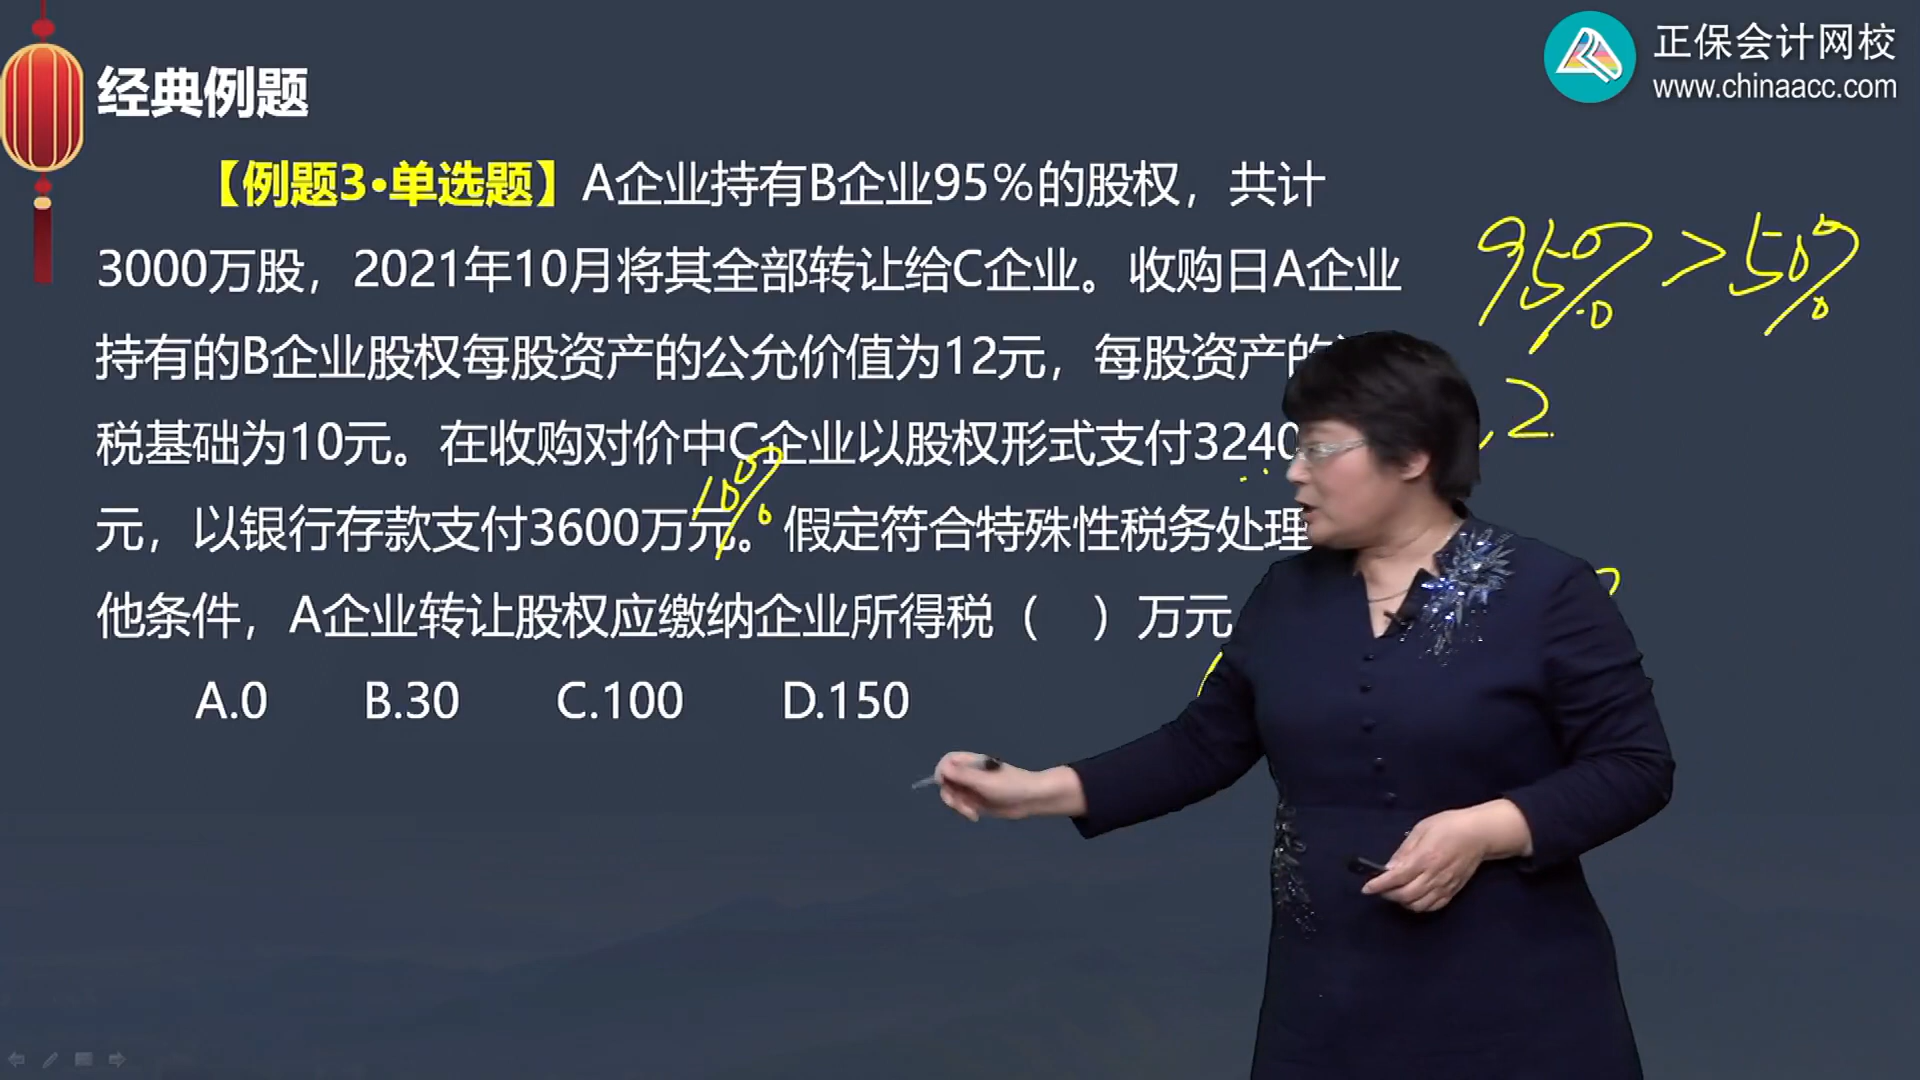 正保会计网校
www.chinaacc.com
经典例题
【例题3•单选题】A企业持有B企业95%的股权，共计
3000万股，2021年10月将其全部转让给C企业。收购日A企业
持有的B企业股权每股资产的公允价值为12元，每股资产的
税基础为10元。在收购对价中C企业以股权形式支付3240
元，以银行存款支付3600万元。假定符合特殊性税务处理
他条件，A企业转让股权应缴纳企业所得税（ ）万元
A.0 B.30 C.100 D.150
95%>50%
2
10%